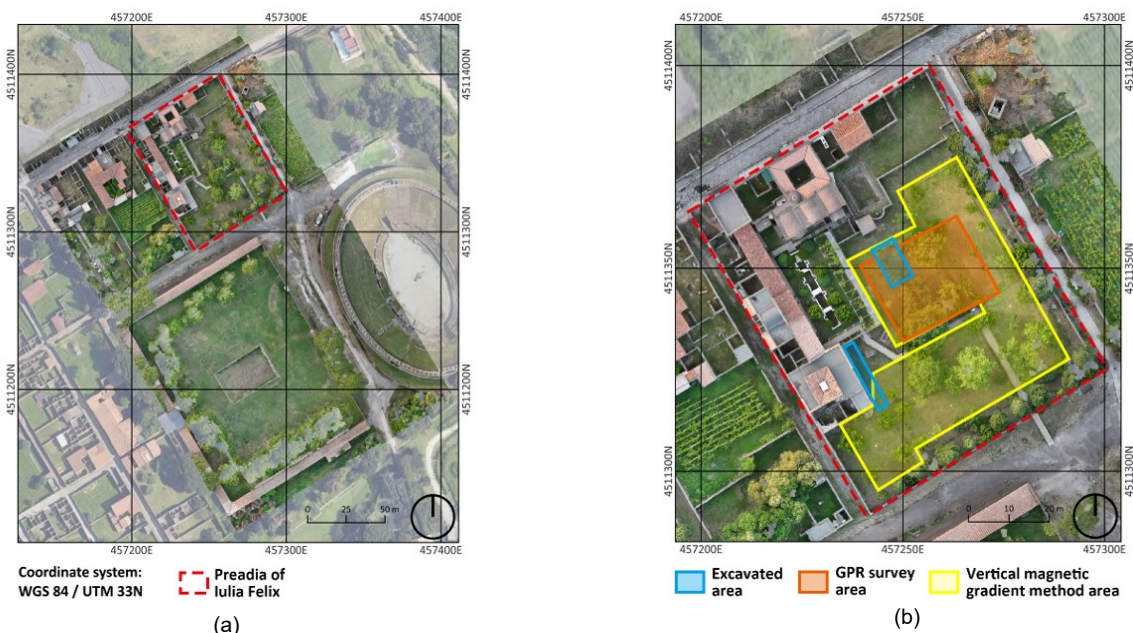 457200E 457300E 457400E
4511400N 4511400N
4511300N 4511300N
4511200N 4511200N
0 25 50 m
457200E 457300E 457400E
Coordinate system:
WGS 84 / UTM 33N
Preadia of
Iulia Felix
(a)
457200E 457250E 457300E
4511400N 4511400N
4511350N 4511350N
4511300N 4511300N
0 10 20 m
457200E 457250E 457300E
Excavated
area
GPR survey
area
Vertical magnetic
gradient method area
(b)